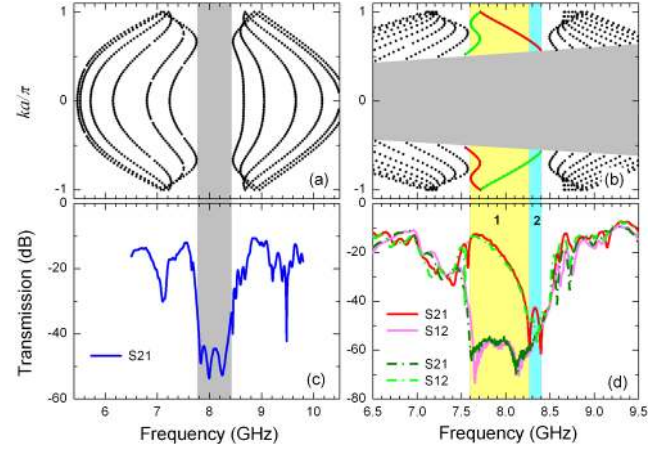 1
0
-1
ka/π
(a)
1
0
-1
(b)
0
-20
-40
-60
Transmission (dB)
S21
(c)
6 7 8 9 10
Frequency (GHz)
0
-20
-40
-60
-80
1 2
S21
S12
S21
S12
(d)
6.5 7.0 7.5 8.0 8.5 9.0 9.5
Frequency (GHz)